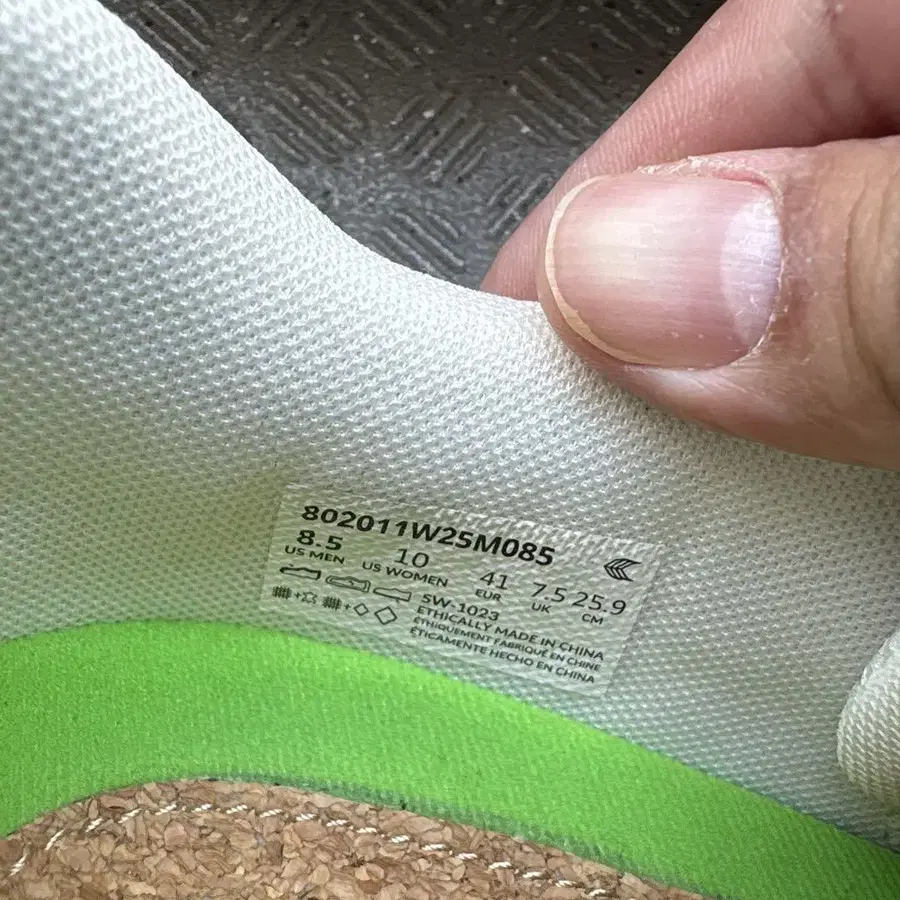 802011W25M085
8.5 10 41 7.5 25.9
US MEN US WOMEN EUR UK CM
SW-1023
ETHICALLY MADE IN CHINA
ÉTHIQUEMENT FABRIQUÉ EN CHINE
ÉTICAMENTE HECHO EN CHINA